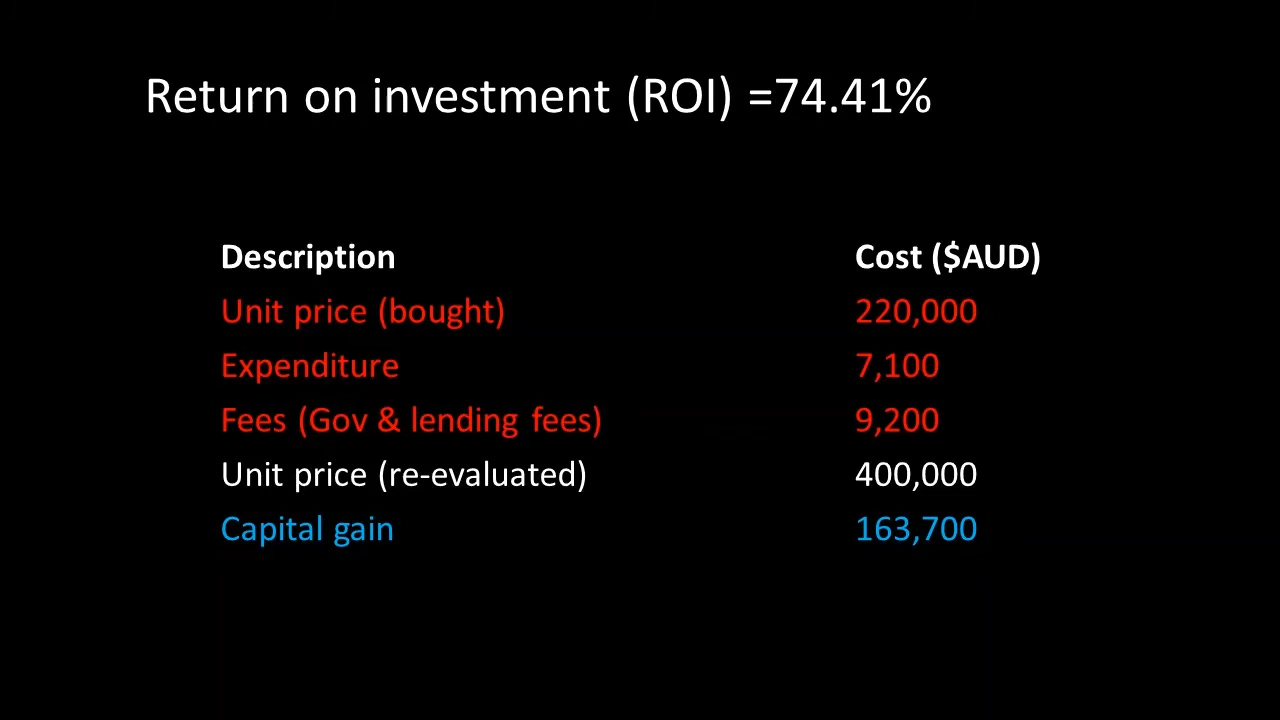 Return on investment (ROI) =74.41%
Description Cost ($AUD)
Unit price (bought) 220,000
Expenditure 7,100
Fees (Gov & lending fees) 9,200
Unit price (re-evaluated) 400,000
Capital gain 163,700